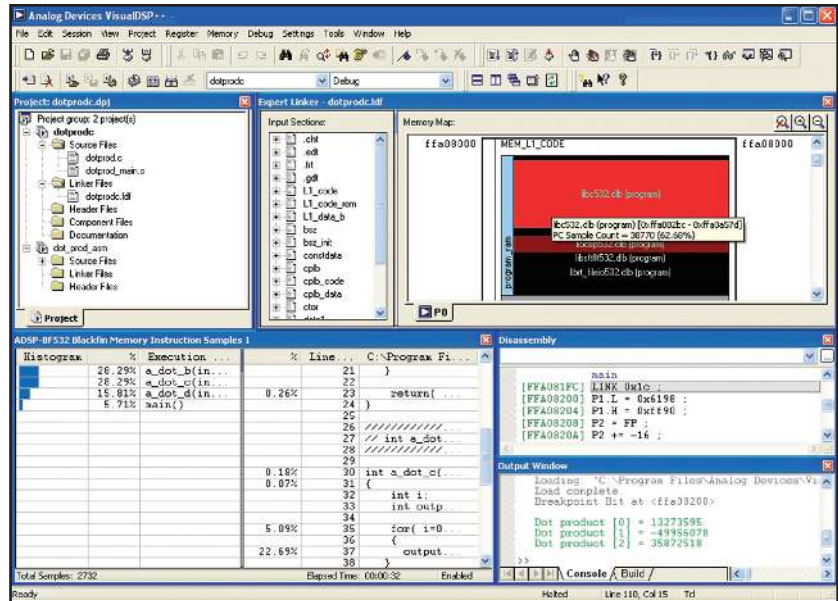 Analog Devices VisualDSP++
File Edit Session View Project Register Memory Debug Settings Tools Window Help
dotprodc
Debug
Project: dotprodc.dpj
Project group: 2 project(s)
dotprodc
Source Files
dotprod.c
dotprod_main.c
Linker Files
dotprodc.ldf
Header Files
Component Files
Documentation
dot_prod_asm
Source Files
Linker Files
Header Files
Project
Expert Linker - dotprodc.ldf
Input Sections:
.cht
.edt
.frt
.gdt
L1_code
L1_code_rom
L1_data_b
bsz
bsz_init
constdata
cplb
cplb_code
cplb_data
ctor
data1
Memory Map:
ffa08000
MEM_L1_CODE
ffa08000
program_ram
libc532.dlb (program)
PC Sample Count = 38770 (62.68%)
libsftflt532.dlb (program)
librt_fileio532.dlb (program)
P0
ADSP-BF532 Blackfin Memory Instruction Samples 1
Histogram % Execution ... % Line... C:\Program Fi...
28.29% a_dot_b(in...
28.29% a_dot_c(in...
15.81% a_dot_d(in...
5.71% main()
21 }
22
0.26% 23 return( ...
24 }
25
26 ////////////...
27 // int a_dot...
28 ////////////...
29
0.18% 30 int a_dot_c(...
0.07% 31 {
32 int i;
33 int outp...
34
5.09% 35 for( i=0...
36 {
22.69% 37 output...
38 }
Total Samples: 2732
Elapsed Time: 00:00:32
Enabled
Disassembly
main
[FFA081FC] LINK 0x1c ;
[FFA08200] P1.L = 0x6198 ;
[FFA08204] P1.H = 0xff90 ;
[FFA08208] P2 = FP ;
[FFA0820A] P2 += -16 ;
Output Window
Loading: "C:\Program Files\Analog Devices\Vi
Load complete.
Breakpoint Hit at <ffa08200>
Dot product [0] = 13273595
Dot product [1] = -49956078
Dot product [2] = 35872518
>>
Console
Build
Ready
Halted
Line 110, Col 15